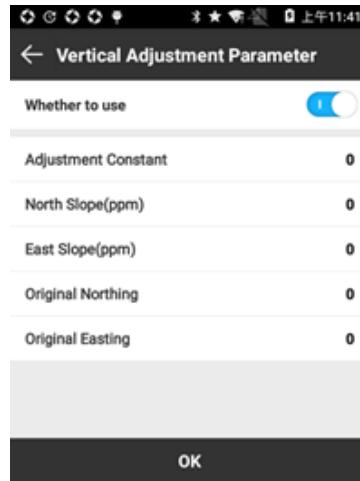 上午11:41
Vertical Adjustment Parameter
Whether to use
Adjustment Constant 0
North Slope(ppm) 0
East Slope(ppm) 0
Original Northing 0
Original Easting 0
OK